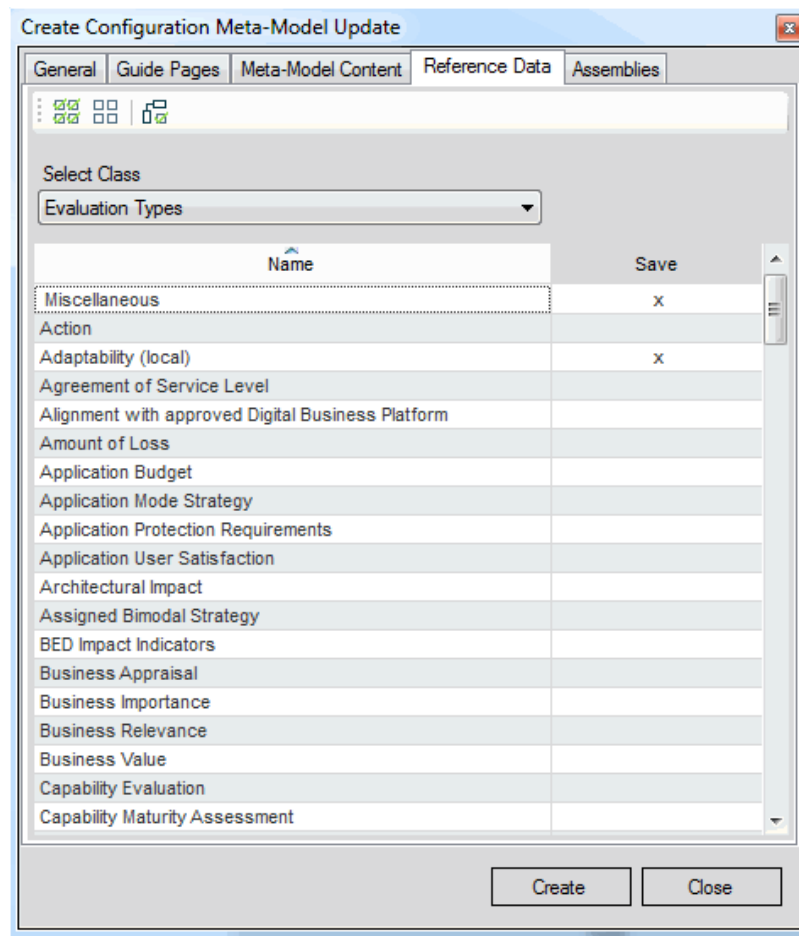 Create Configuration Meta-Model Update
General Guide Pages Meta-Model Content Reference Data Assemblies
Select Class
Evaluation Types
Name Save
Miscellaneous x
Action
Adaptability (local) x
Agreement of Service Level
Alignment with approved Digital Business Platform
Amount of Loss
Application Budget
Application Mode Strategy
Application Protection Requirements
Application User Satisfaction
Architectural Impact
Assigned Bimodal Strategy
BED Impact Indicators
Business Appraisal
Business Importance
Business Relevance
Business Value
Capability Evaluation
Capability Maturity Assessment
Create Close